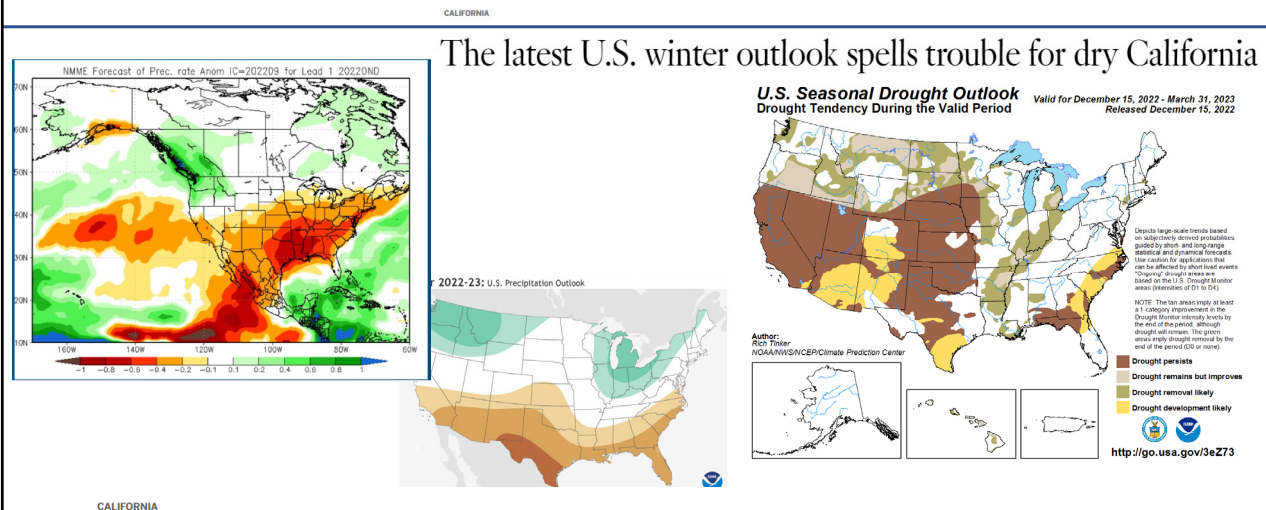 CALIFORNIA
The latest U.S. winter outlook spells trouble for dry California
NMME Forecast of Prec. rate Anom IC=202209 for Lead 1 2022OND
70N
60N
50N
40N
30N
20N
10N
160W 140W 120W 100W 80W 60W
-1 -0.8 -0.6 -0.4 -0.2 -0.1 0.1 0.2 0.4 0.6 0.8 1
r 2022-23: U.S. Precipitation Outlook
U.S. Seasonal Drought Outlook
Drought Tendency During the Valid Period
Valid for December 15, 2022 - March 31, 2023
Released December 15, 2022
Depicts large-scale trends based
on subjectively derived probabilities
guided by short- and long-range
statistical and dynamical forecasts.
Use caution for applications that
can be affected by short lived events.
"Ongoing" drought areas are
based on the U.S. Drought Monitor
areas (intensities of D1 to D4).
NOTE: The tan areas imply at least
a 1-category improvement in the
Drought Monitor intensity levels by
the end of the period, although
drought will remain. The green
areas imply drought removal by the
end of the period (D0 or none).
Author:
Rich Tinker
NOAA/NWS/NCEP/Climate Prediction Center
Drought persists
Drought remains but improves
Drought removal likely
Drought development likely
http://go.usa.gov/3eZ73
CALIFORNIA